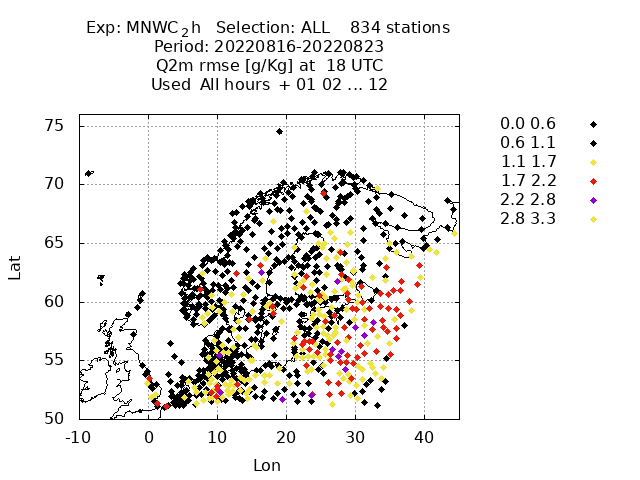 Exp: MNWC_2h   Selection: ALL    834 stations
Period: 20220816-20220823
Q2m rmse [g/Kg] at  18 UTC
Used  All hours  + 01 02 ... 12
0.0 0.6
0.6 1.1
1.1 1.7
1.7 2.2
2.2 2.8
2.8 3.3
75
70
65
60
55
50
Lat
-10 0 10 20 30 40
Lon